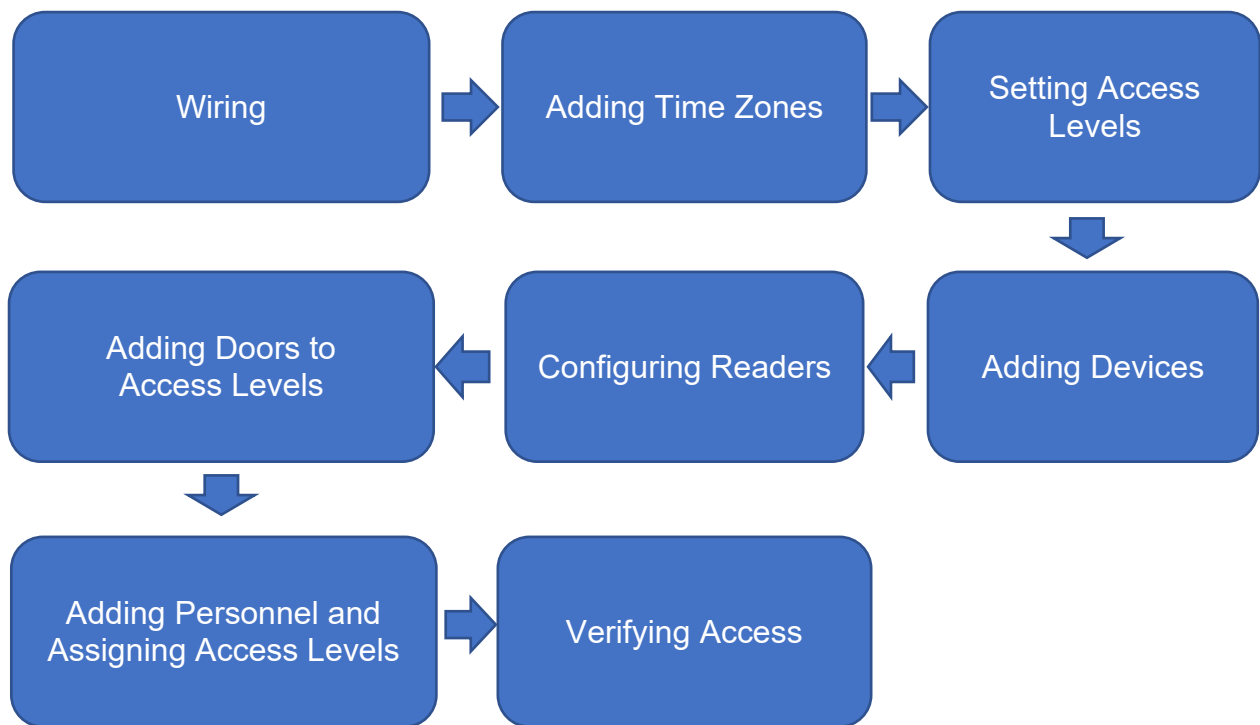 Wiring
Adding Time Zones
Setting Access
Levels
Adding Devices
Configuring Readers
Adding Doors to
Access Levels
Adding Personnel and
Assigning Access Levels
Verifying Access